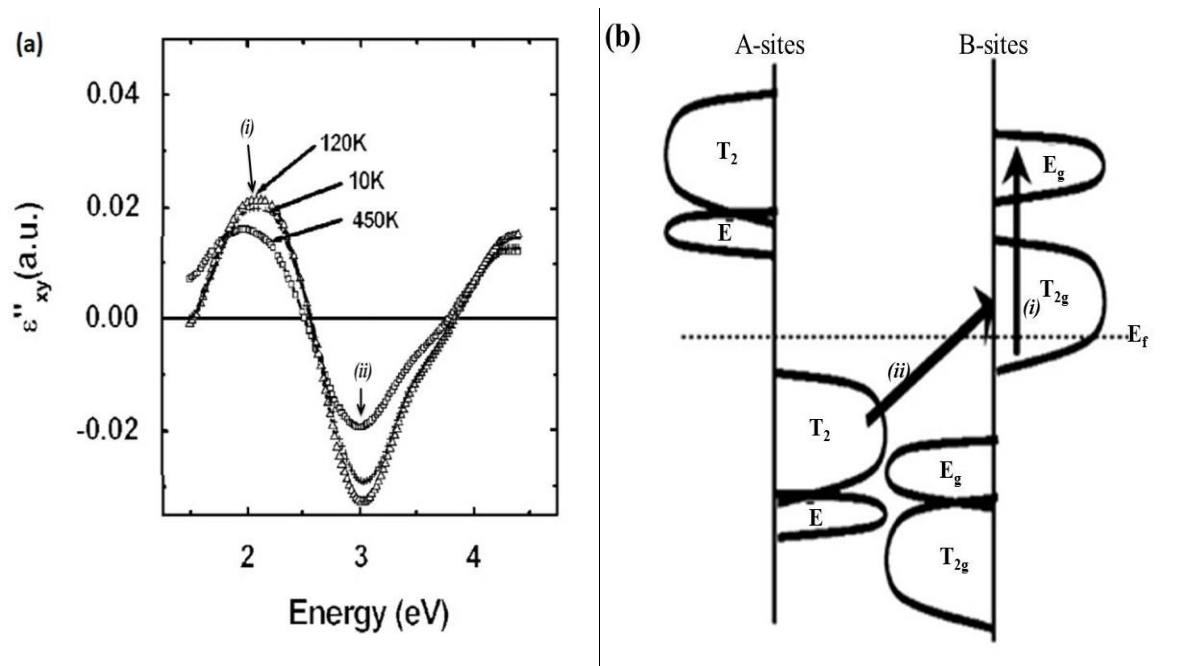 (a)
0.04
0.02
0.00
-0.02
ε''xy(a.u.)
(i)
120K
10K
450K
(ii)
2 3 4
Energy (eV)
(b)
A-sites B-sites
T2
E
Eg
T2g
(i)
Ef
(ii)
T2
Eg
E
T2g